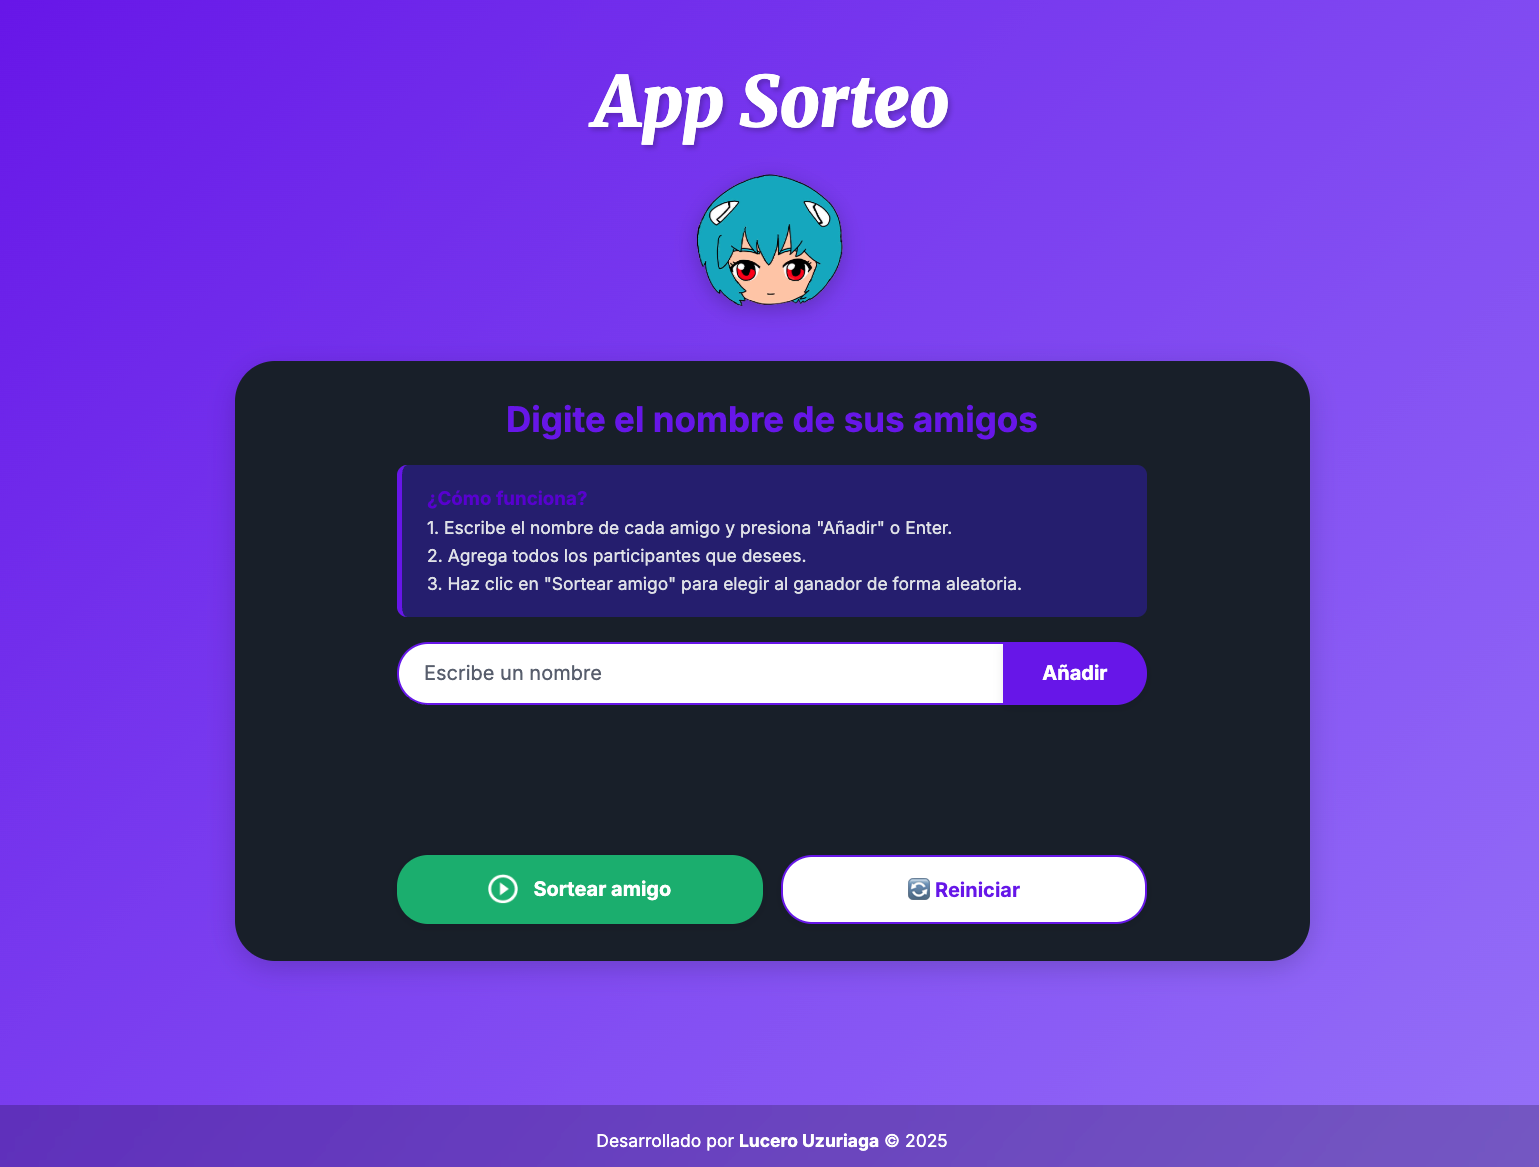 App Sorteo
Digite el nombre de sus amigos
¿Cómo funciona?
1. Escribe el nombre de cada amigo y presiona "Añadir" o Enter.
2. Agrega todos los participantes que desees.
3. Haz clic en "Sortear amigo" para elegir al ganador de forma aleatoria.
Escribe un nombre
Añadir
Sortear amigo
Reiniciar
Desarrollado por Lucero Uzuriaga © 2025